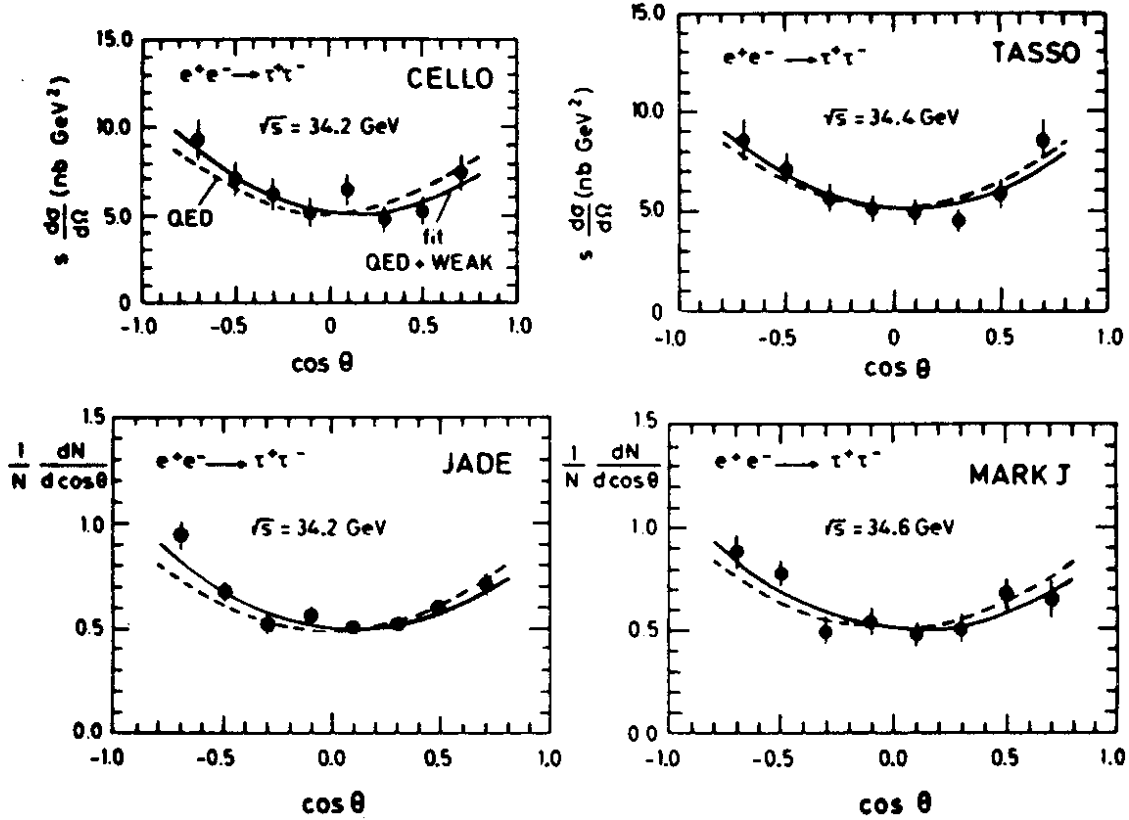 15.0
e⁺e⁻ → τ⁺τ⁻ CELLO
s dσ/dΩ (nb GeV²)
√s = 34.2 GeV
10.0
QED
5.0
fit
QED + WEAK
0
-1.0 -0.5 0 0.5 1.0
cos θ
15.0
e⁺e⁻ → τ⁺τ⁻ TASSO
s dσ/dΩ (nb GeV²)
10.0
√s = 34.4 GeV
5.0
0
-1.0 -0.5 0 0.5 1.0
cos θ
1.5
1/N dN/d cosθ
e⁺e⁻ → τ⁺τ⁻ JADE
√s = 34.2 GeV
1.0
0.5
0.0
-1.0 -0.5 0.0 0.5 1.0
cos θ
1.5
1/N dN/d cosθ
e⁺e⁻ → τ⁺τ⁻ MARK J
√s = 34.6 GeV
1.0
0.5
0.0
-1.0 -0.5 0.0 0.5 1.0
cos θ